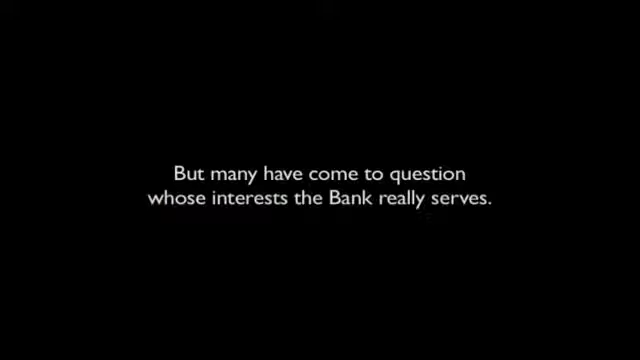 But many have come to question
whose interests the Bank really serves.